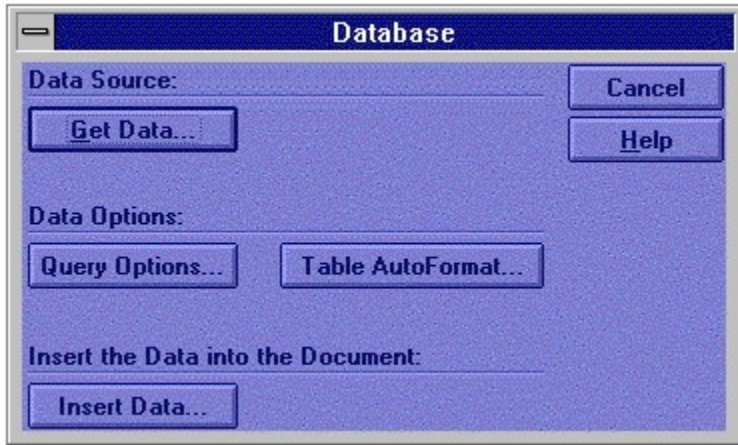 Database
Data Source:
Cancel
Get Data...
Help
Data Options:
Query Options...
Table AutoFormat...
Insert the Data into the Document:
Insert Data...